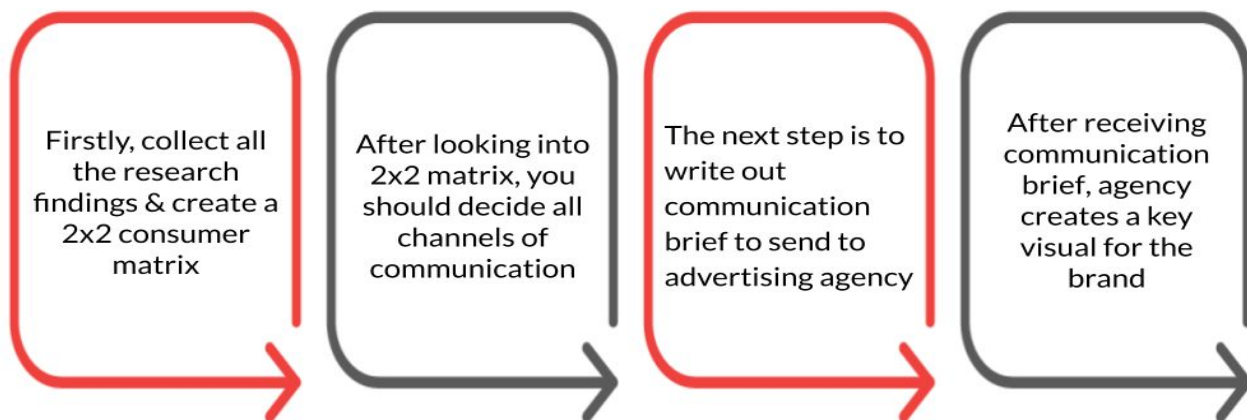 Firstly, collect all
the research
findings & create a
2x2 consumer
matrix
After looking into
2x2 matrix, you
should decide all
channels of
communication
The next step is to
write out
communication
brief to send to
advertising agency
After receiving
communication
brief, agency
creates a key
visual for the
brand